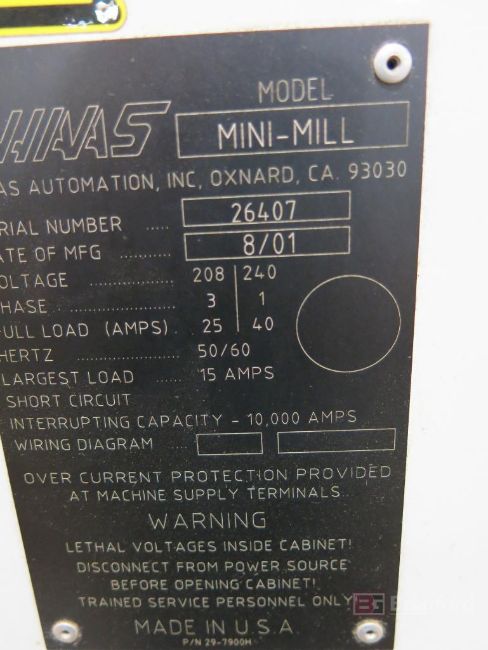 HAAS
MODEL
MINI-MILL
AS AUTOMATION, INC, OXNARD, CA. 93030
RIAL NUMBER ..... 26407
ATE OF MFG ....... 8/01
OLTAGE ................. 208 | 240
HASE ..................... 3 | 1
FULL LOAD (AMPS). 25 | 40
HERTZ .................... 50/60
LARGEST LOAD ...... 15 AMPS
SHORT CIRCUIT
INTERRUPTING CAPACITY - 10,000 AMPS
WIRING DIAGRAM ........
OVER CURRENT PROTECTION PROVIDED
AT MACHINE SUPPLY TERMINALS.
WARNING
LETHAL VOLTAGES INSIDE CABINET!
DISCONNECT FROM POWER SOURCE
BEFORE OPENING CABINET!
TRAINED SERVICE PERSONNEL ONLY
MADE IN U.S.A.
P/N 29-7900H